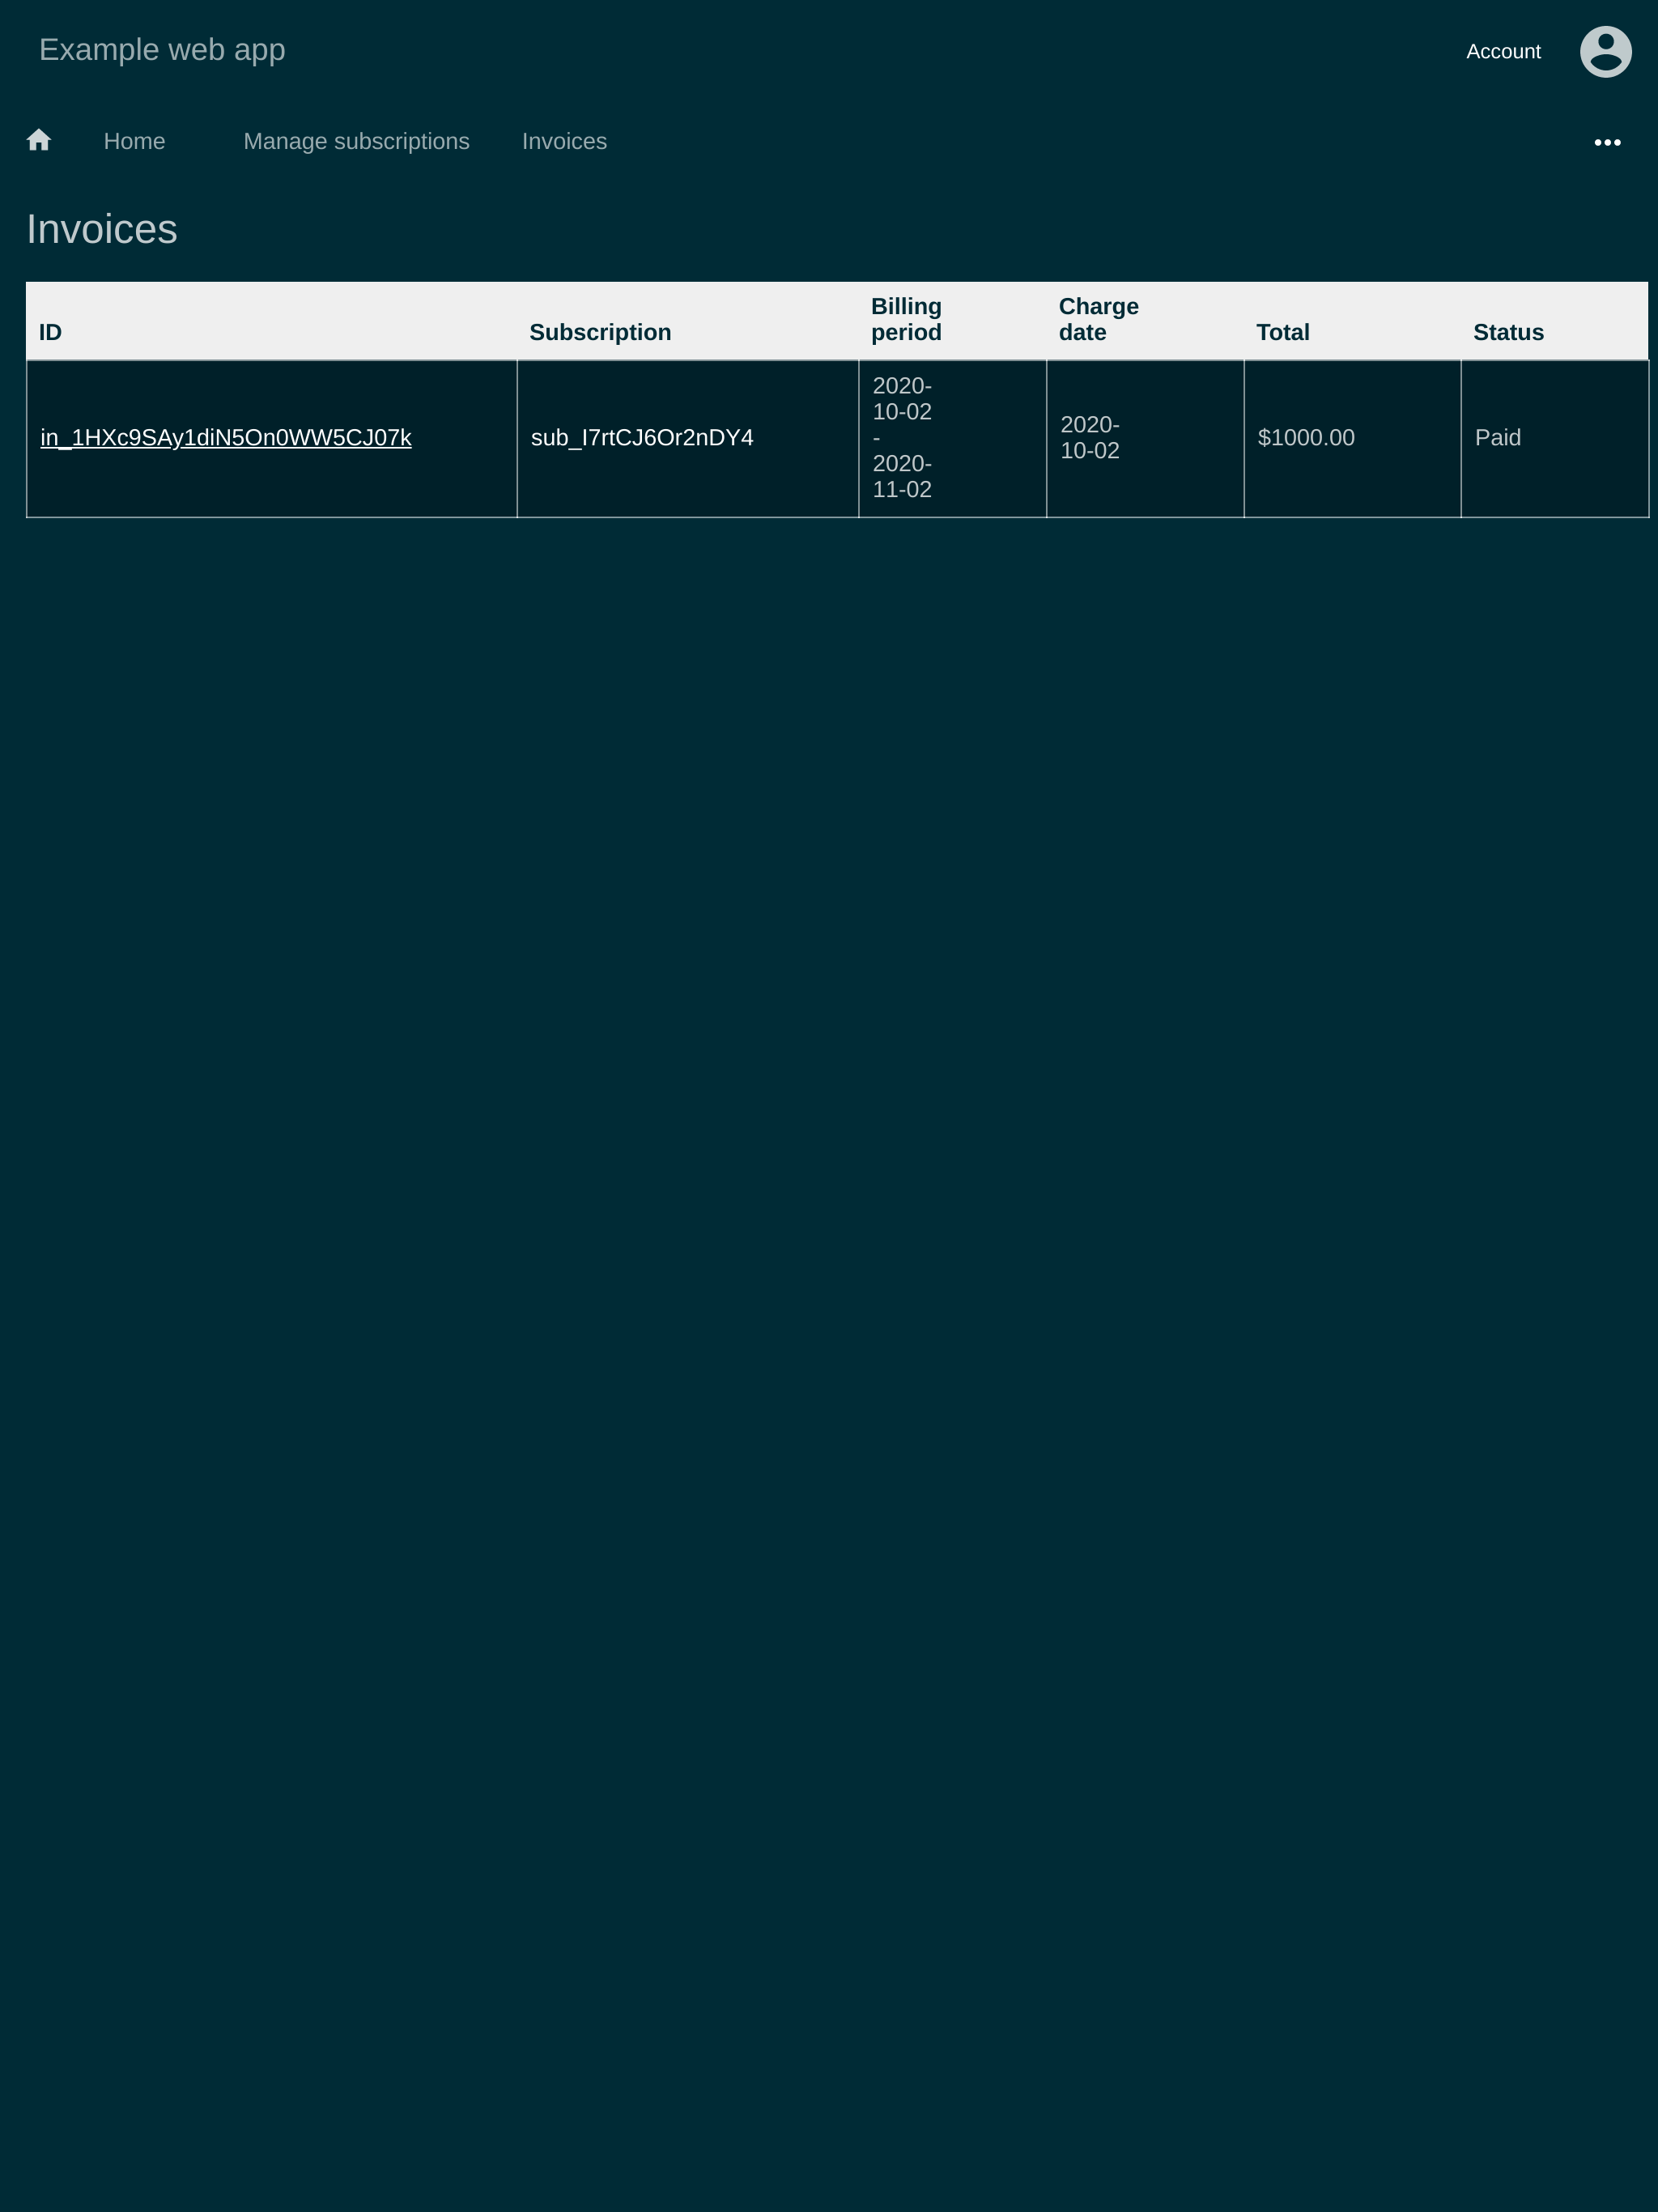 Example web app
Account
Home Manage subscriptions Invoices
Invoices
ID Subscription Billing period Charge date Total Status
in_1HXc9SAy1diN5On0WW5CJ07k sub_I7rtCJ6Or2nDY4 2020-10-02 - 2020-11-02 2020-10-02 $1000.00 Paid